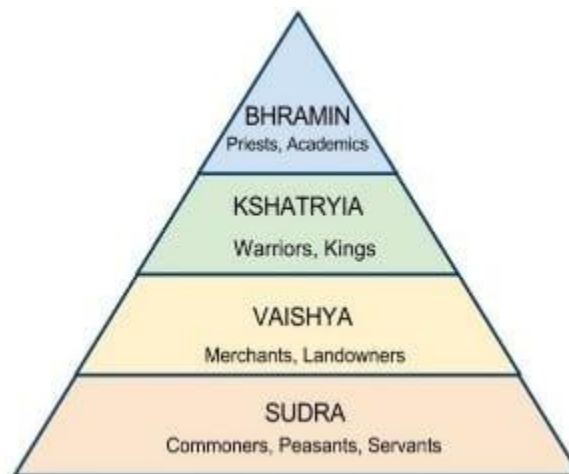 BHRAMIN
Priests, Academics
KSHATRYIA
Warriors, Kings
VAISHYA
Merchants, Landowners
SUDRA
Commoners, Peasants, Servants